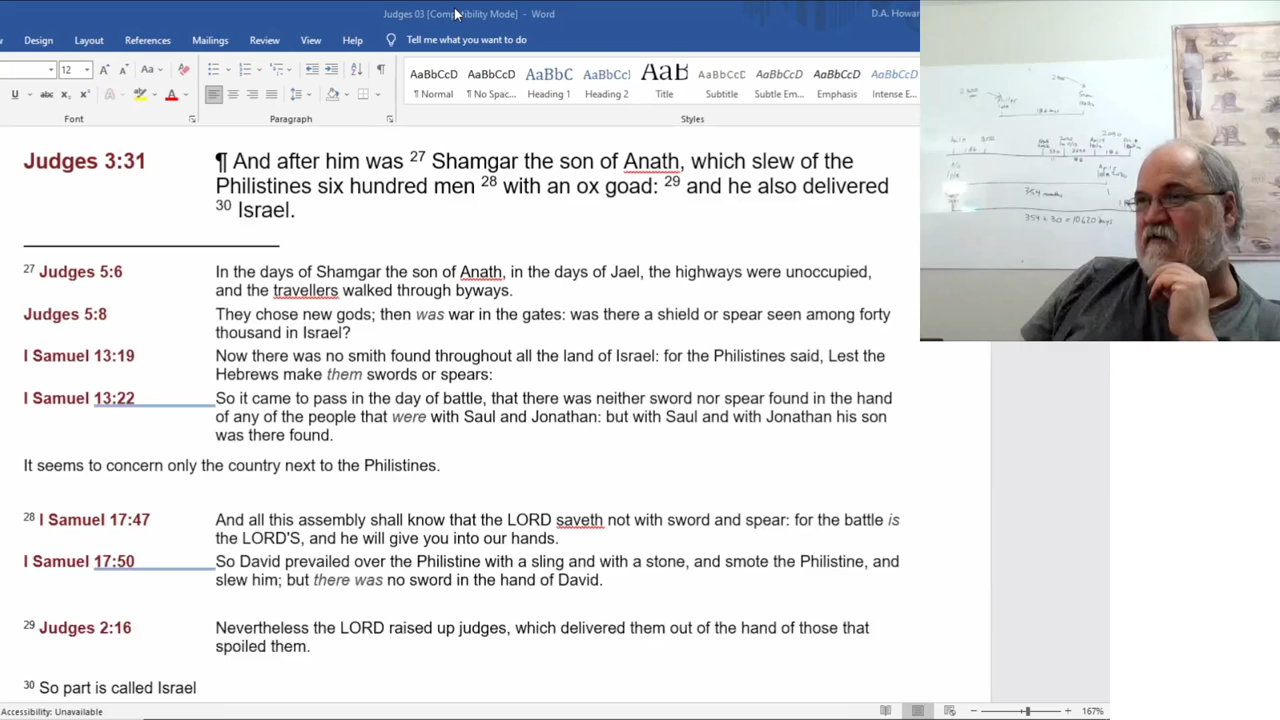 Judges 03 [Compatibility Mode] - Word
D.A. Howar
Design Layout References Mailings Review View Help Tell me what you want to do
12 Aa
AaBbCcD AaBbCcD AaBbC AaBbCcl AaB AaBbCcD AaBbCcD AaBbCcD AaBbCcD
¶ Normal ¶ No Spac... Heading 1 Heading 2 Title Subtitle Subtle Em... Emphasis Intense E...
Font Paragraph Styles
Judges 3:31 ¶ And after him was 27 Shamgar the son of Anath, which slew of the
Philistines six hundred men 28 with an ox goad: 29 and he also delivered
30 Israel.
27 Judges 5:6 In the days of Shamgar the son of Anath, in the days of Jael, the highways were unoccupied,
and the travellers walked through byways.
Judges 5:8 They chose new gods; then was war in the gates: was there a shield or spear seen among forty
thousand in Israel?
I Samuel 13:19 Now there was no smith found throughout all the land of Israel: for the Philistines said, Lest the
Hebrews make them swords or spears:
I Samuel 13:22 So it came to pass in the day of battle, that there was neither sword nor spear found in the hand
of any of the people that were with Saul and Jonathan: but with Saul and with Jonathan his son
was there found.
It seems to concern only the country next to the Philistines.
28 I Samuel 17:47 And all this assembly shall know that the LORD saveth not with sword and spear: for the battle is
the LORD'S, and he will give you into our hands.
I Samuel 17:50 So David prevailed over the Philistine with a sling and with a stone, and smote the Philistine, and
slew him; but there was no sword in the hand of David.
29 Judges 2:16 Nevertheless the LORD raised up judges, which delivered them out of the hand of those that
spoiled them.
30 So part is called Israel
Accessibility: Unavailable
167%
354 months
354 x 30 = 10620 days